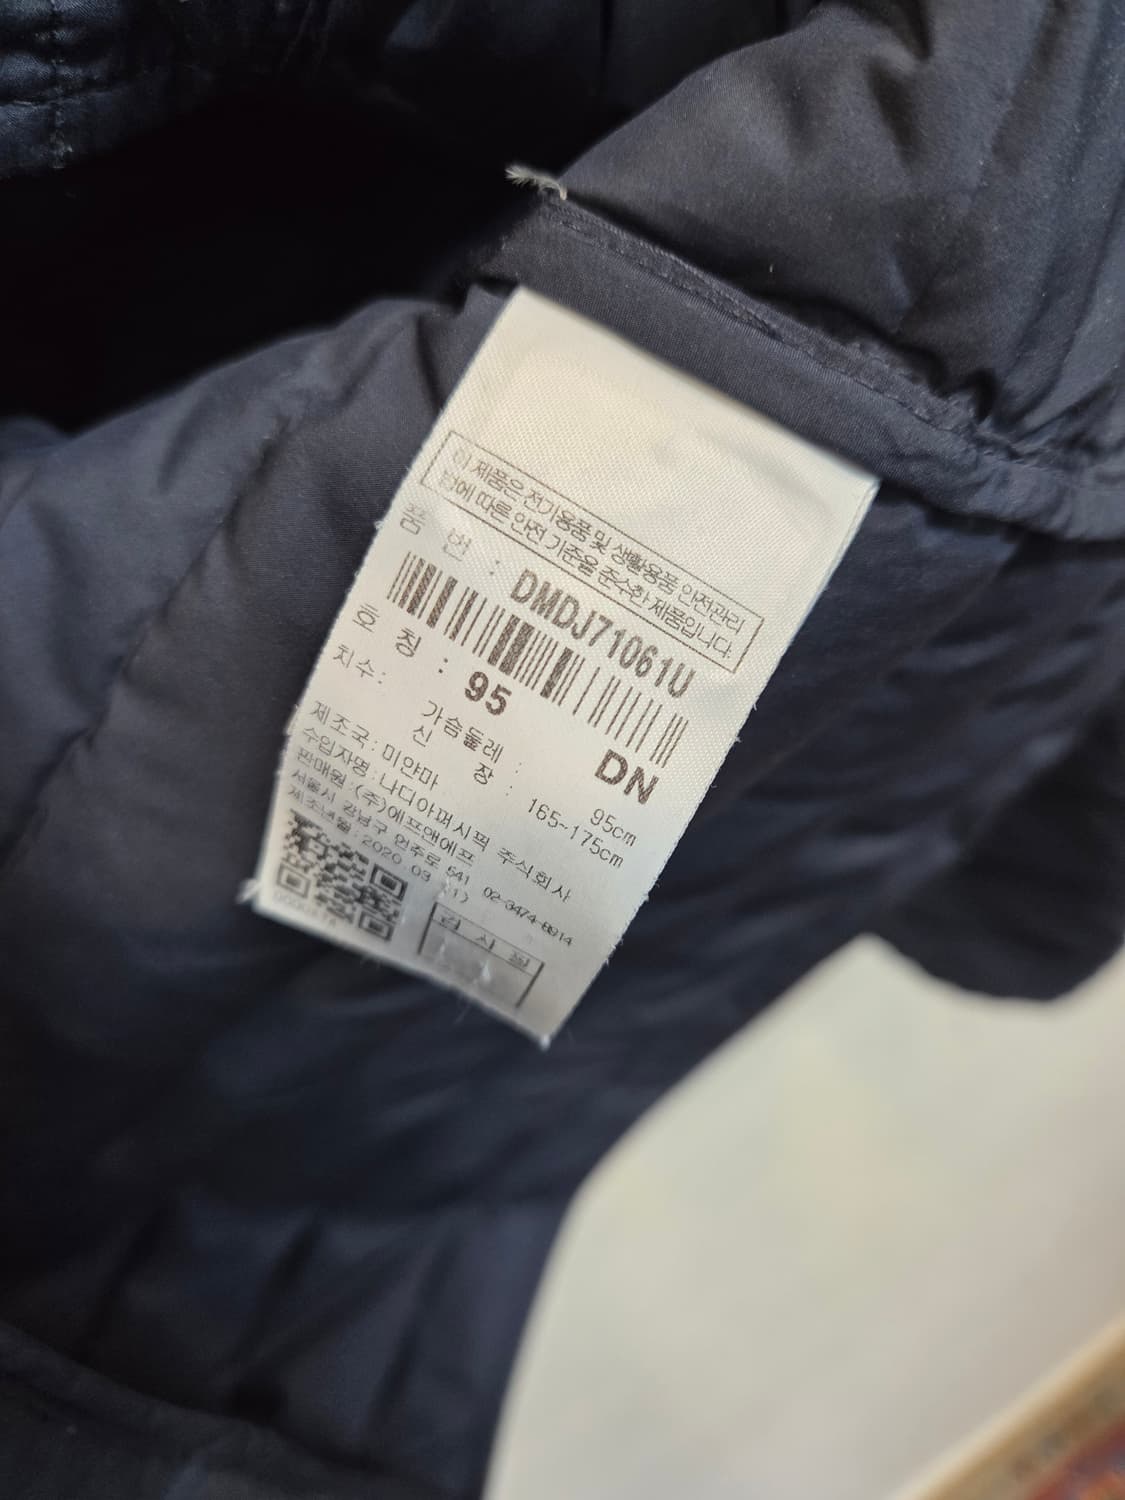 이 제품은 전기용품 및 생활용품 안전관리
법에 따른 안전 기준을 준수한 제품입니다.
품 번 : DMDJ71061U
호 칭 : 95 DN
치수: 가슴둘레 : 95cm
신 장 : 165~175cm
제조국 : 미얀마
수입자명 : 나디아퍼시픽 주식회사
판매원 : (주)에프앤에프
서울시 강남구 언주로 541 02-3474-8914
제조년월 : 2020 03
검 사 필